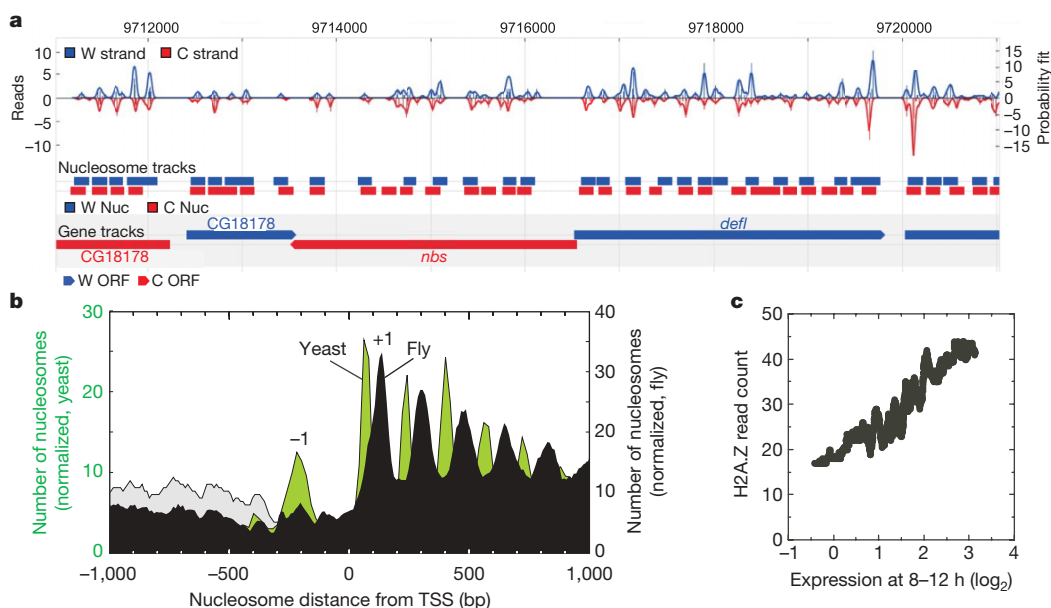 a
9712000 9714000 9716000 9718000 9720000
W strand C strand
Reads
10
5
0
−5
−10
15
10
5
0
−5
−10
−15
Probability fit
Nucleosome tracks
W Nuc C Nuc
Gene tracks
CG18178 defl
CG18178 nbs
W ORF C ORF
b
Number of nucleosomes
(normalized, yeast)
30
20
10
0
Yeast +1 Fly
−1
40
30
20
10
0
Number of nucleosomes
(normalized, fly)
−1,000 −500 0 500 1,000
Nucleosome distance from TSS (bp)
c
H2A.Z read count
50
40
30
20
10
0
−1 0 1 2 3 4
Expression at 8–12 h (log2)